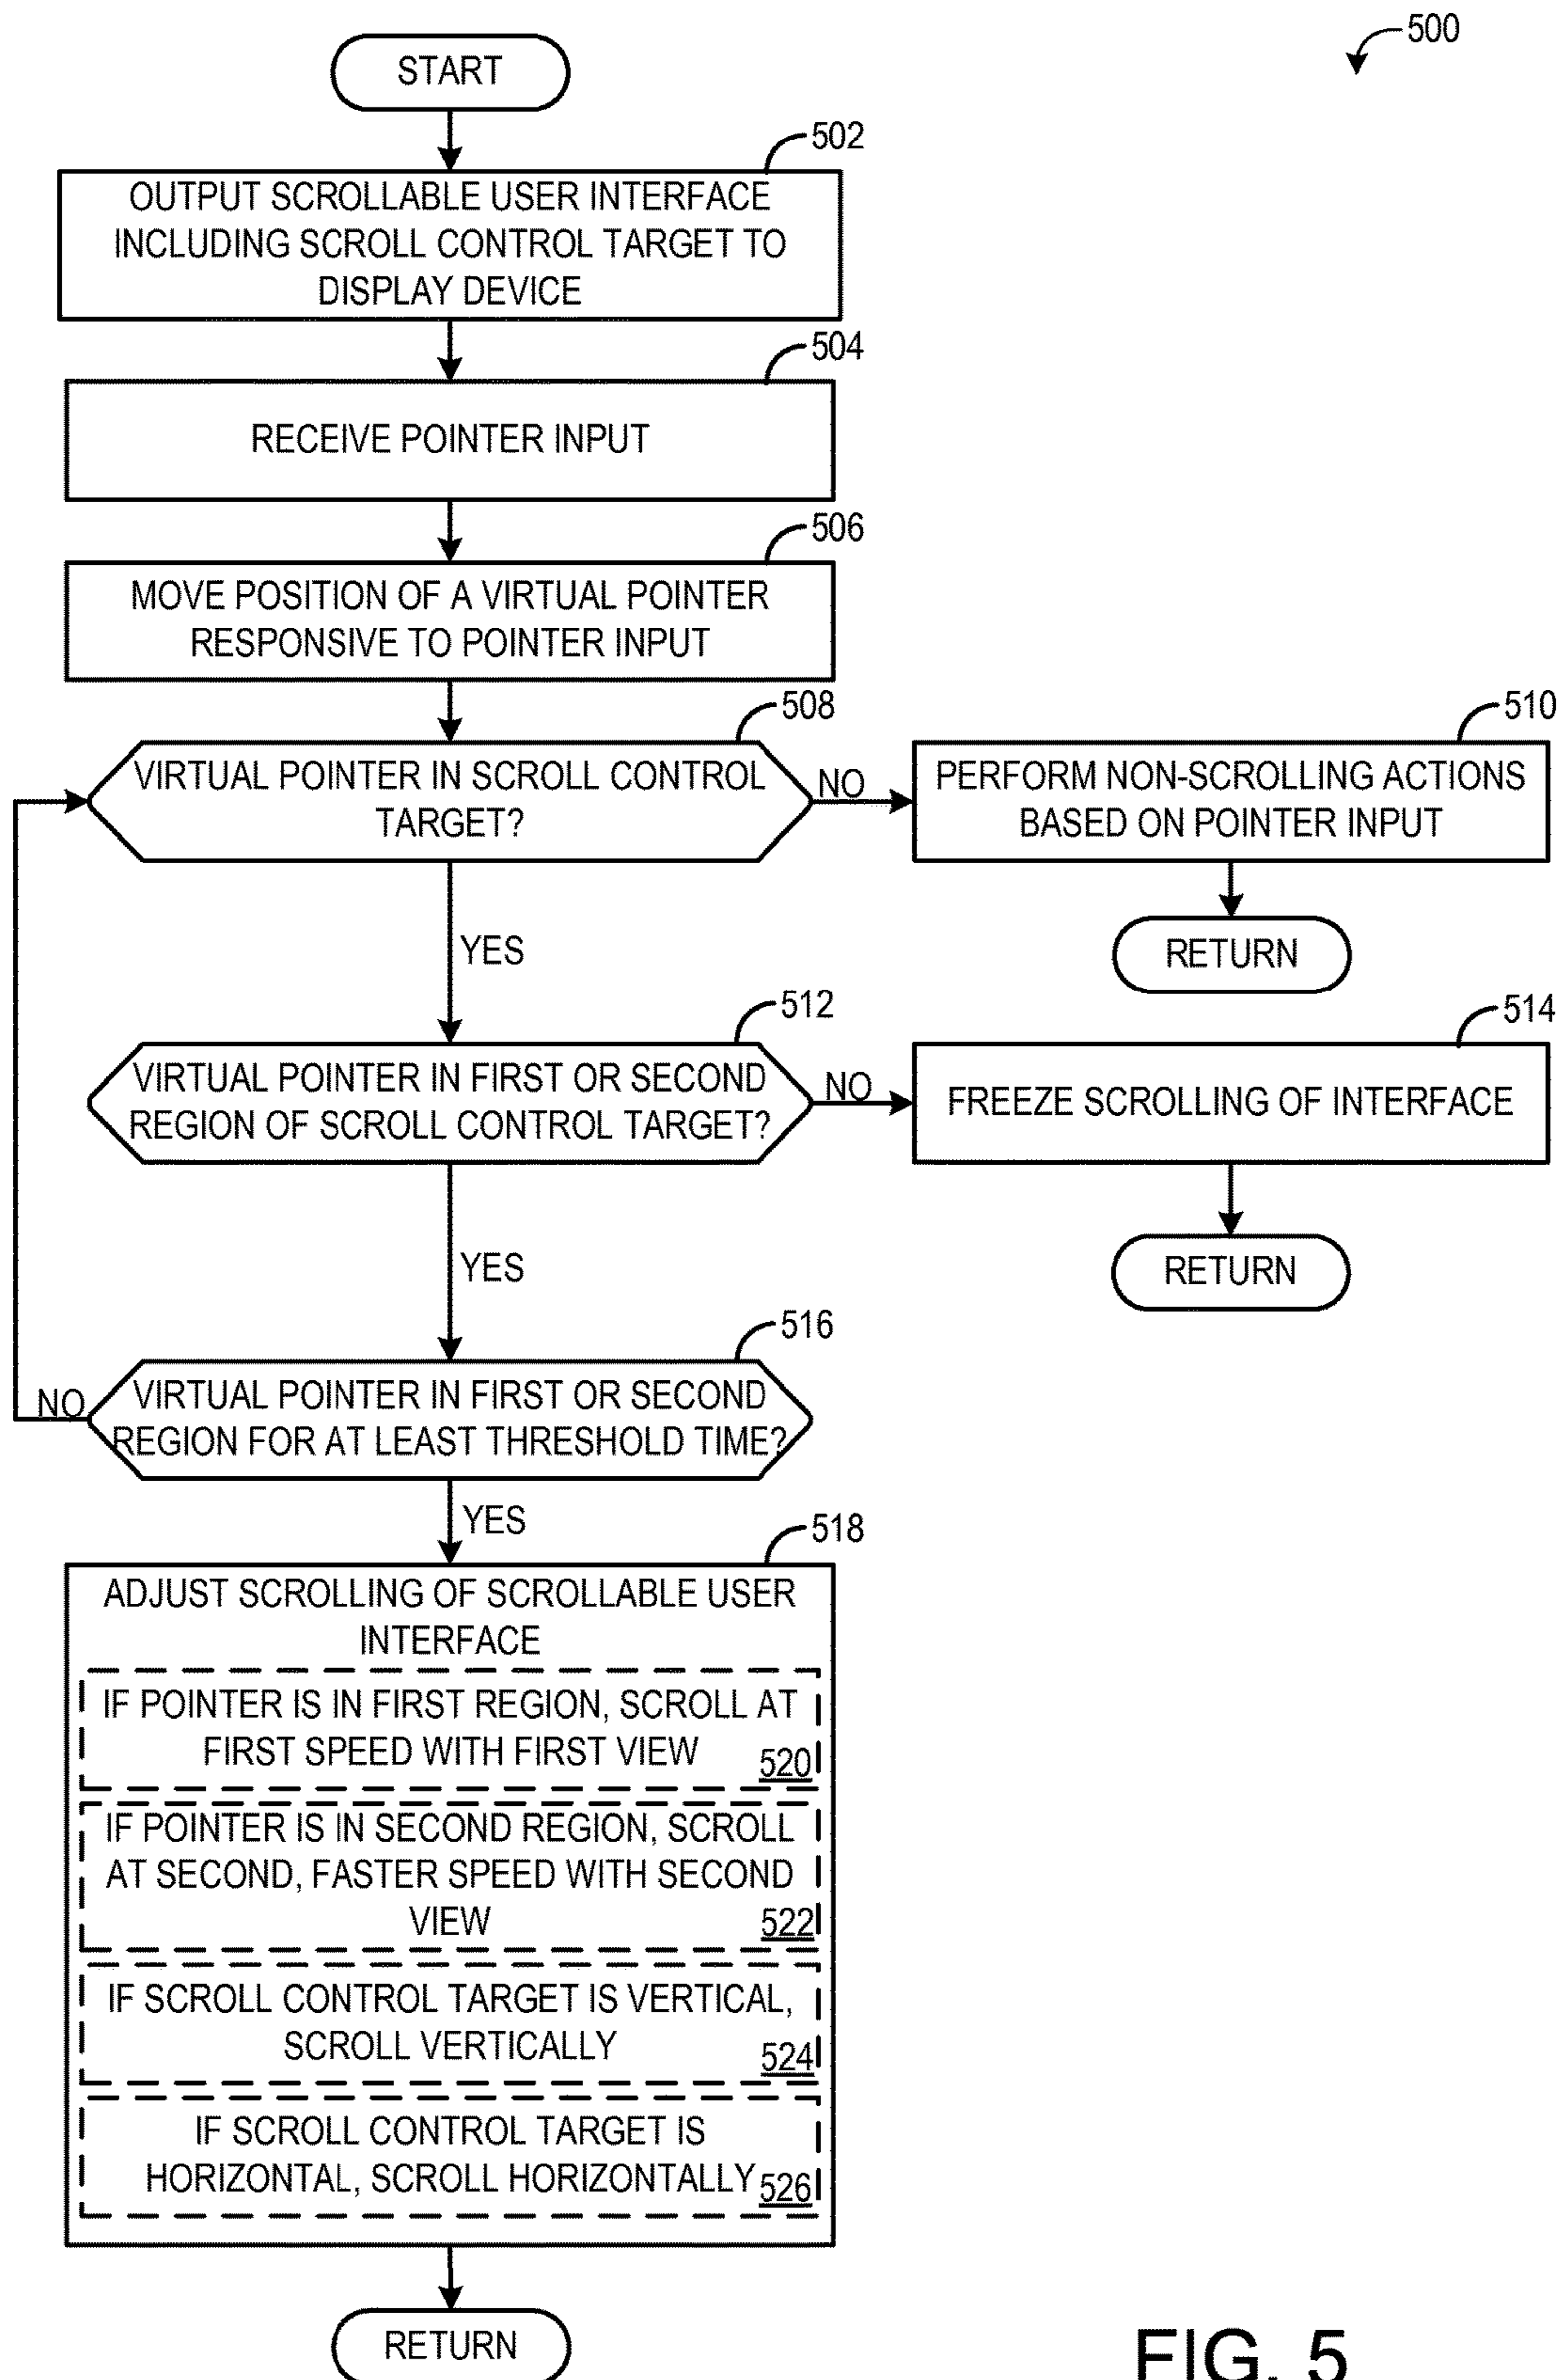 500
START
502
OUTPUT SCROLLABLE USER INTERFACE
INCLUDING SCROLL CONTROL TARGET TO
DISPLAY DEVICE
504
RECEIVE POINTER INPUT
506
MOVE POSITION OF A VIRTUAL POINTER
RESPONSIVE TO POINTER INPUT
508
VIRTUAL POINTER IN SCROLL CONTROL
TARGET?
NO
510
PERFORM NON-SCROLLING ACTIONS
BASED ON POINTER INPUT
RETURN
YES
512
VIRTUAL POINTER IN FIRST OR SECOND
REGION OF SCROLL CONTROL TARGET?
NO
514
FREEZE SCROLLING OF INTERFACE
RETURN
YES
516
VIRTUAL POINTER IN FIRST OR SECOND
REGION FOR AT LEAST THRESHOLD TIME?
NO
YES
518
ADJUST SCROLLING OF SCROLLABLE USER
INTERFACE
IF POINTER IS IN FIRST REGION, SCROLL AT
FIRST SPEED WITH FIRST VIEW
520
IF POINTER IS IN SECOND REGION, SCROLL
AT SECOND, FASTER SPEED WITH SECOND
VIEW
522
IF SCROLL CONTROL TARGET IS VERTICAL,
SCROLL VERTICALLY
524
IF SCROLL CONTROL TARGET IS
HORIZONTAL, SCROLL HORIZONTALLY
526
RETURN
FIG. 5